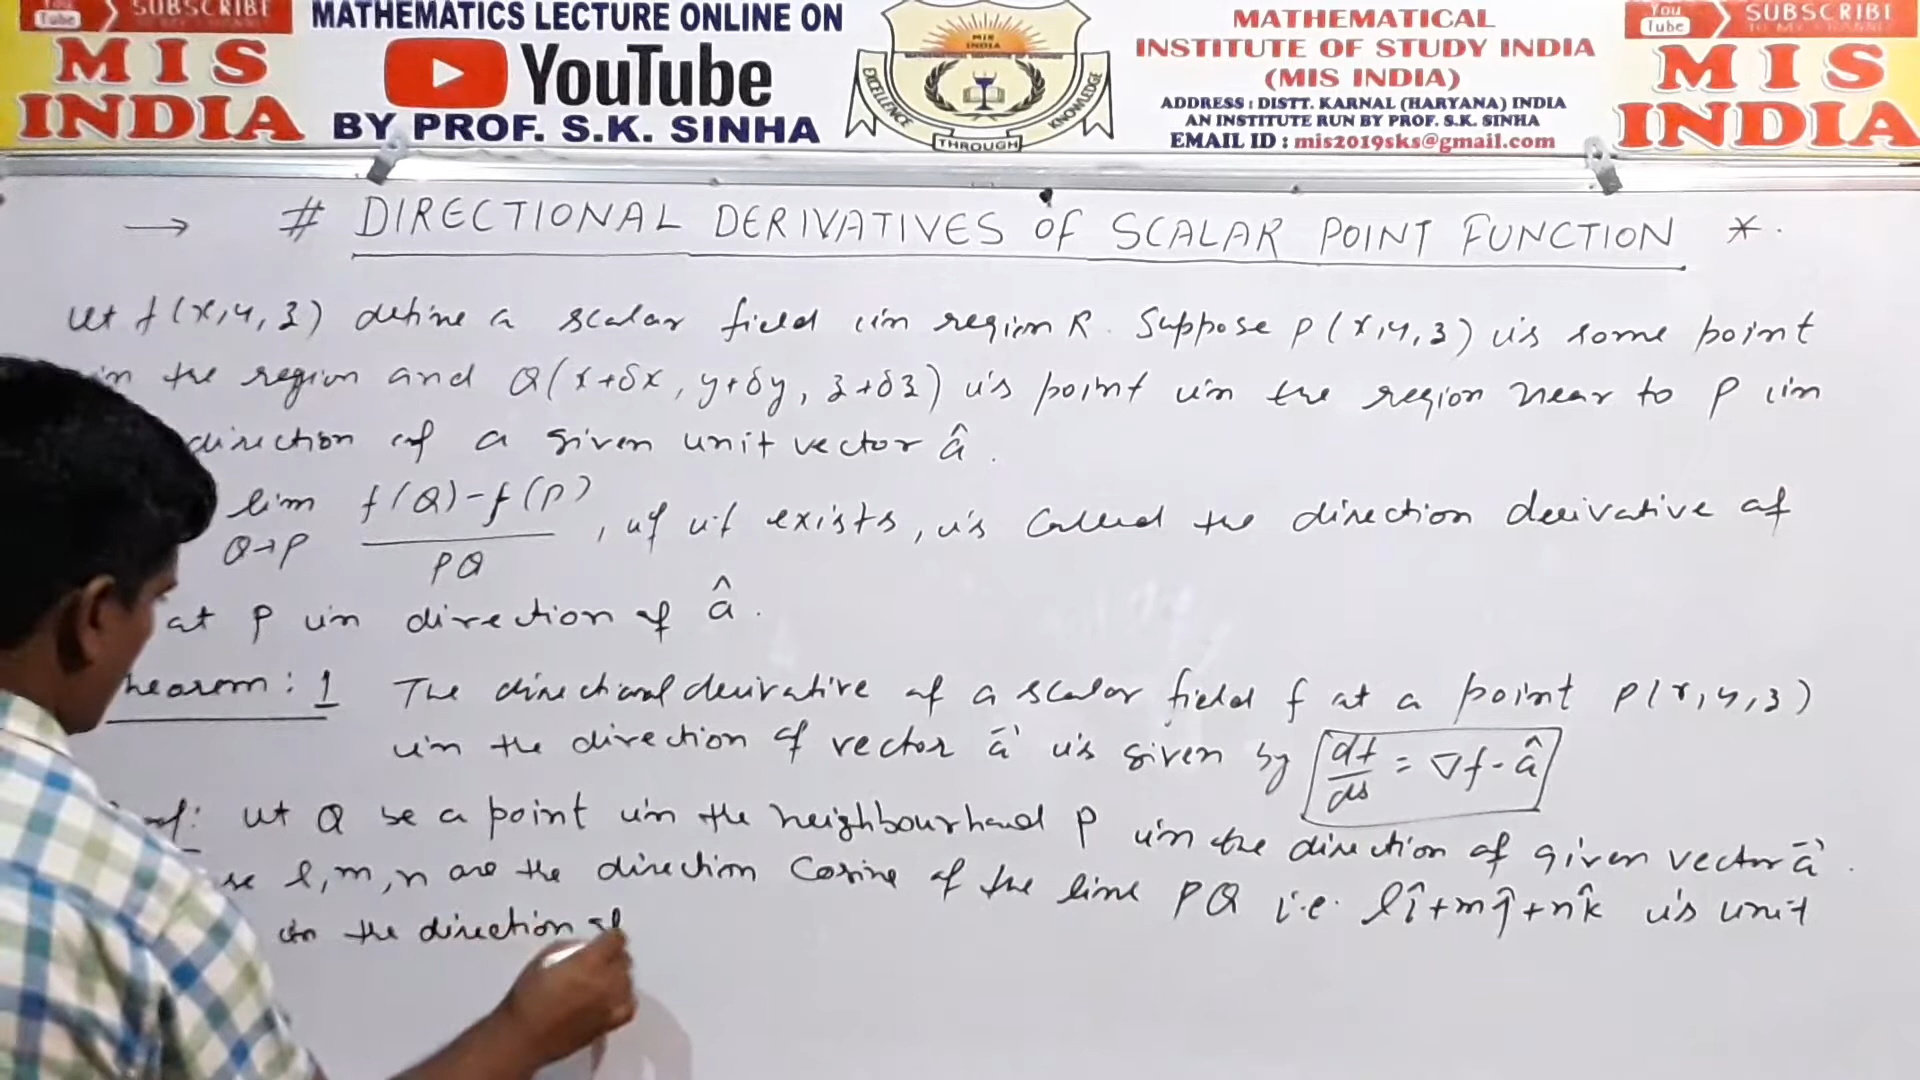 SUBSCRIBE
MIS
INDIA
MATHEMATICS LECTURE ONLINE ON
YouTube
BY PROF. S.K. SINHA
MIS INDIA
EXCELLENCE
THROUGH
KNOWLEDGE
MATHEMATICAL
INSTITUTE OF STUDY INDIA
(MIS INDIA)
ADDRESS : DISTT. KARNAL (HARYANA) INDIA
AN INSTITUTE RUN BY PROF. S.K. SINHA
EMAIL ID : mis2019sks@gmail.com
You Tube
SUBSCRIBE
MIS
INDIA
→ # DIRECTIONAL DERIVATIVES OF SCALAR POINT FUNCTION *.
Let f(x,y,z) define a scalar field in region R. Suppose P(x,y,z) is some point
in the region and Q(x+δx, y+δy, z+δz) is point in the region near to P in
direction of a given unit vector â.
lim Q→P f(Q)-f(P) / PQ , if it exists, is called the direction derivative of
at P in direction of â.
heorem: 1 The directional derivative of a scalar field f at a point P(x,y,z)
in the direction of vector a⃗ is given by df/ds = ∇f·â
of: Let Q be a point in the neighbourhood P in the direction of given vector a⃗.
se l,m,n are the direction Cosine of the line PQ i.e. lî+mĵ+nk̂ is unit
in the direction of